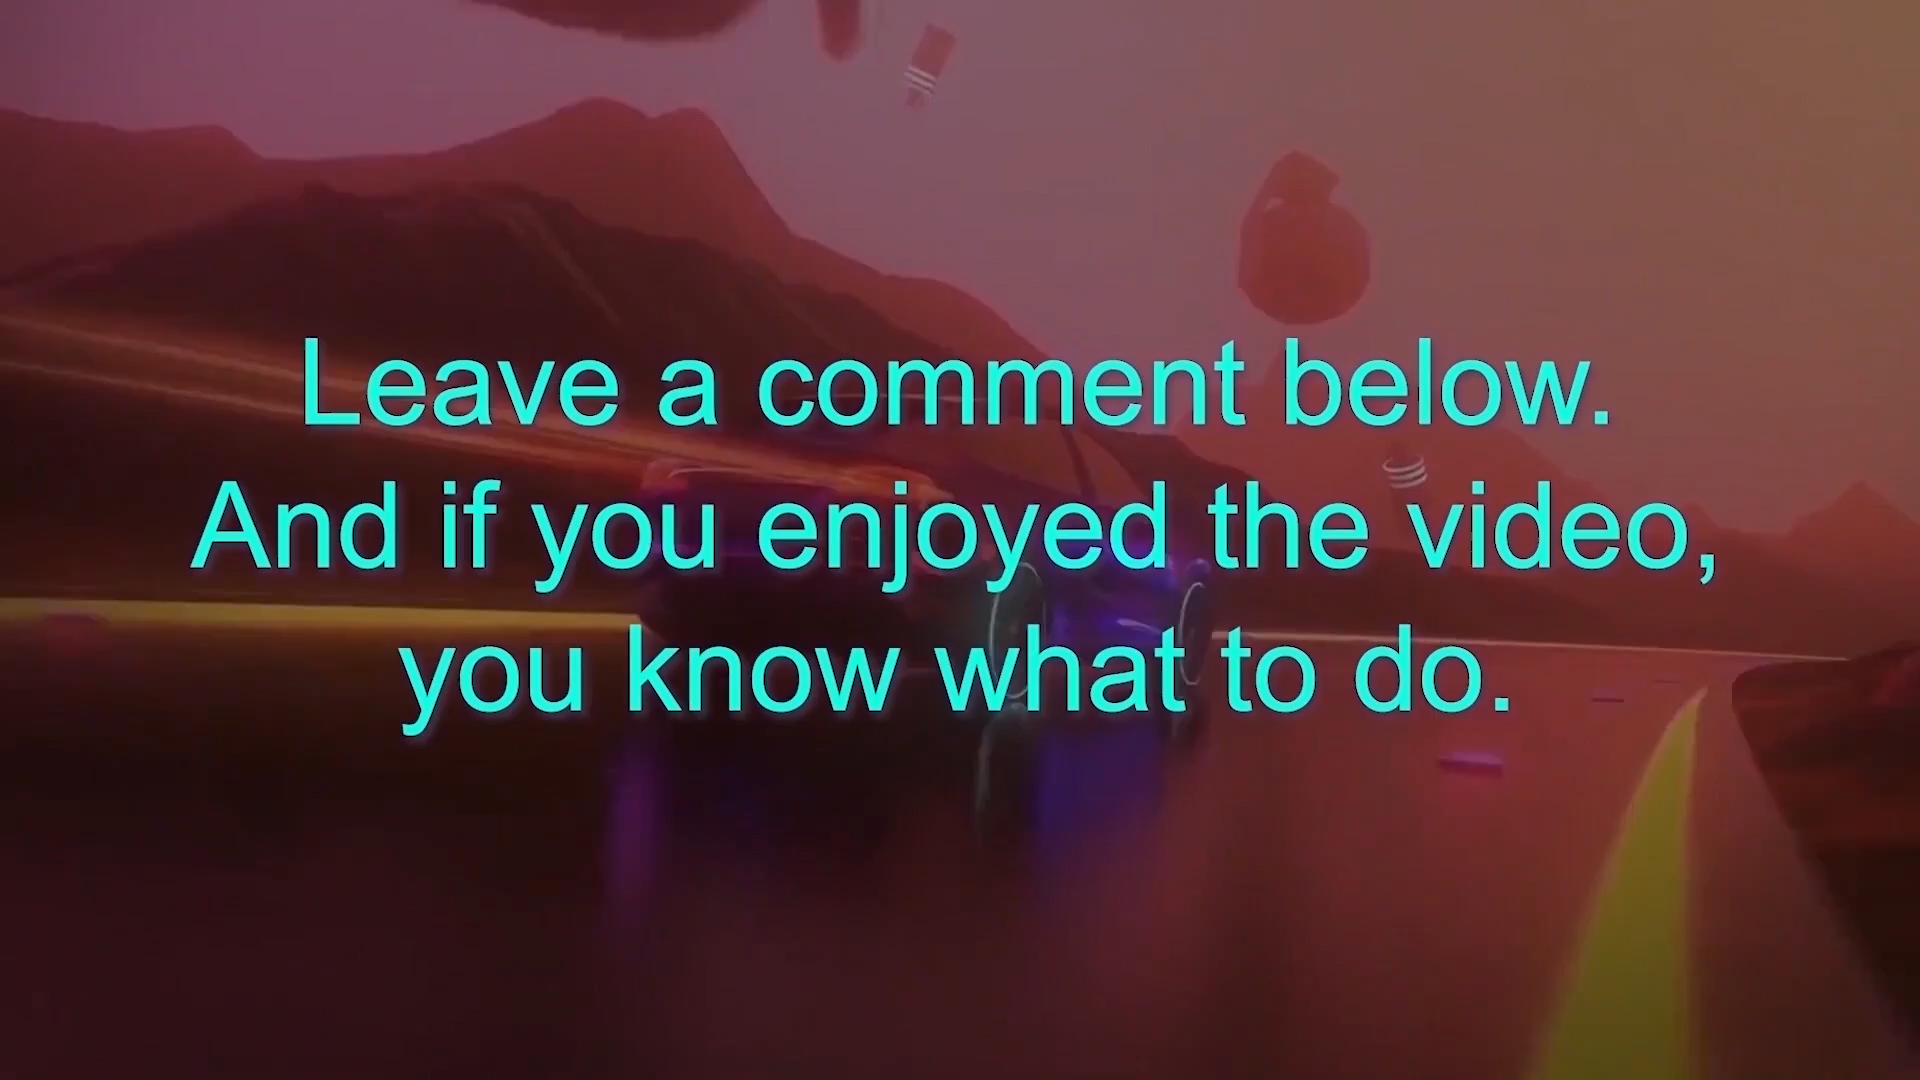 Leave a comment below.
And if you enjoyed the video,
you know what to do.